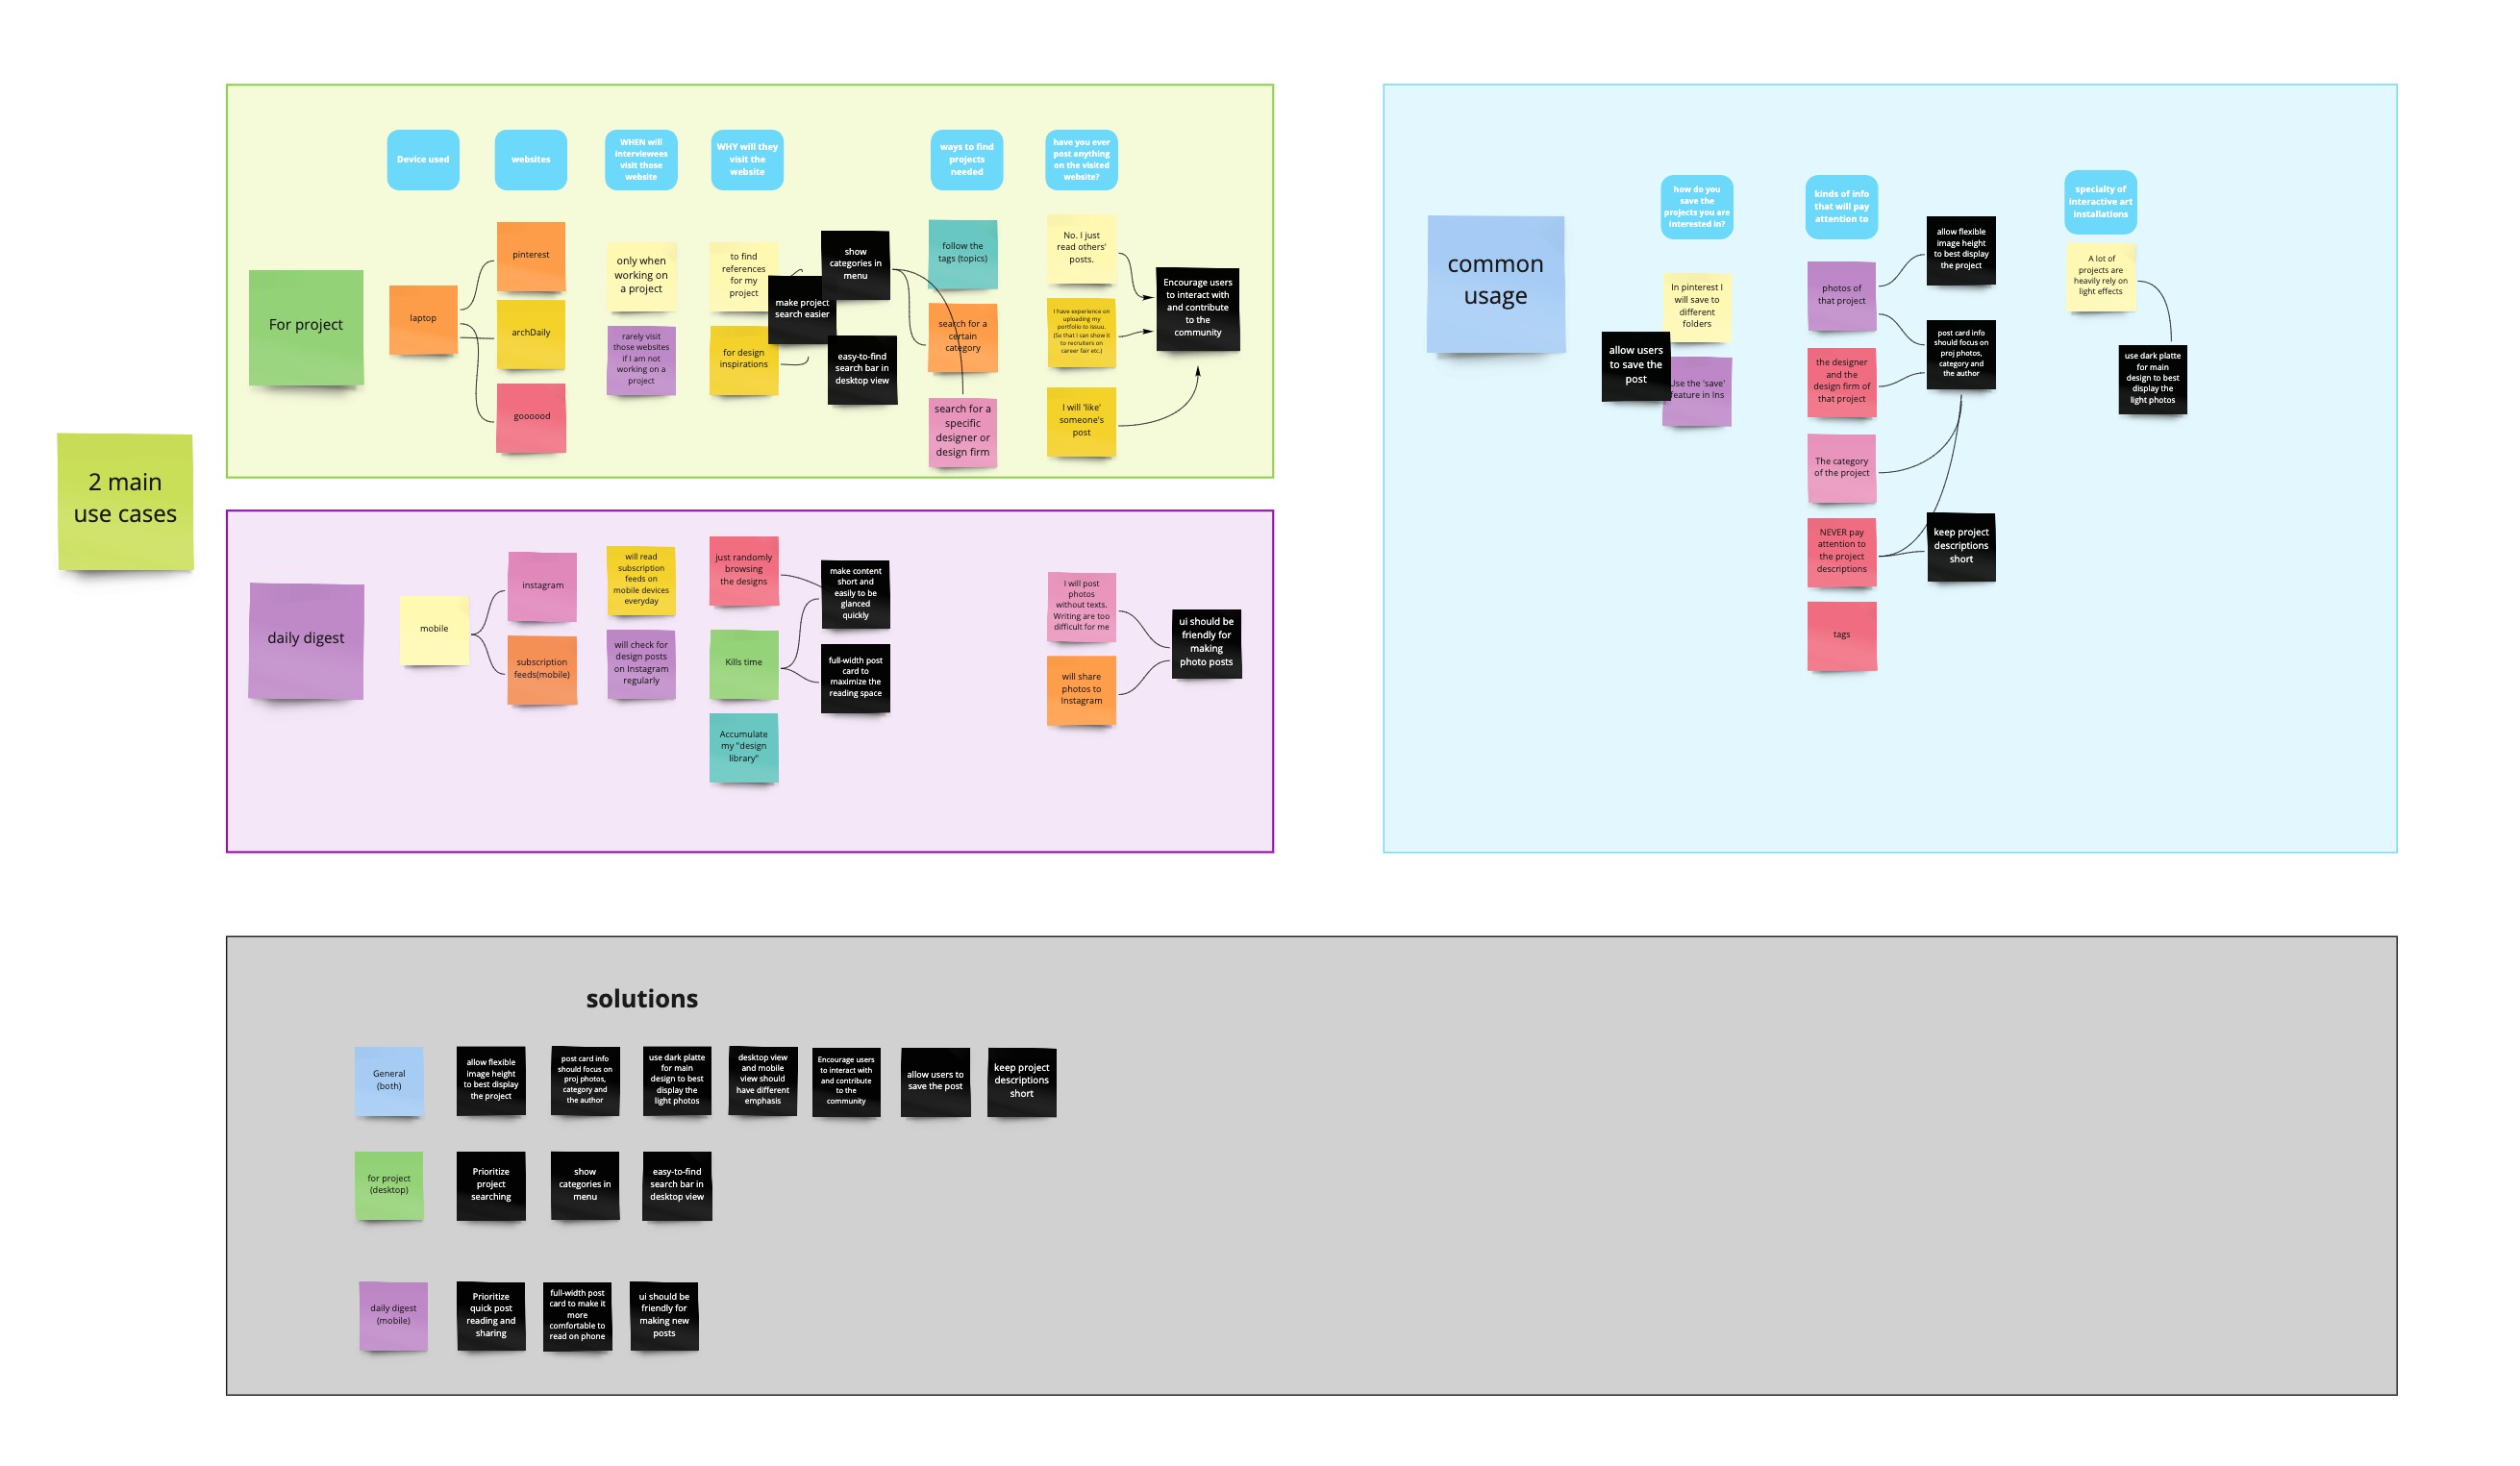 2 main
use cases
For project
Device used
websites
WHEN will
interviewees
visit those
website
WHY will they
visit the
website
ways to find
projects
needed
have you ever
post anything
on the visited
website?
laptop
pinterest
archDaily
goooood
only when
working on
a project
rarely visit
those websites
if I am not
working on a
project
to find
references
for my
project
for design
inspirations
make project
search easier
show
categories in
menu
easy-to-find
search bar in
desktop view
follow the
tags (topics)
search for a
certain
category
search for a
specific
designer or
design firm
No. I just
read others'
posts.
I have experience on
uploading my
portfolio to issuu.
(So that I can show it
to recruiters on
career fair etc.)
I will 'like'
someone's
post
Encourage users
to interact with
and contribute
to the
community
daily digest
mobile
instagram
subscription
feeds(mobile)
will read
subscription
feeds on
mobile devices
everyday
will check for
design posts
on Instagram
regularly
just randomly
browsing
the designs
Kills time
Accumulate
my "design
library"
make content
short and
easily to be
glanced
quickly
full-width post
card to
maximize the
reading space
I will post
photos
without texts.
Writing are too
difficult for me
will share
photos to
Instagram
ui should be
friendly for
making
photo posts
common
usage
how do you
save the
projects you are
interested in?
kinds of info
that will pay
attention to
specialty of
interactive art
installations
In pinterest I
will save to
different
folders
allow users
to save the
post
Use the 'save'
feature in Ins
photos of
that project
the designer
and the
design firm of
that project
The category
of the project
NEVER pay
attention to
the project
descriptions
tags
allow flexible
image height
to best display
the project
post card info
should focus on
proj photos,
category and
the author
keep project
descriptions
short
A lot of
projects are
heavily rely on
light effects
use dark platte
for main
design to best
display the
light photos
solutions
General
(both)
allow flexible
image height
to best display
the project
post card info
should focus on
proj photos,
category and
the author
use dark platte
for main
design to best
display the
light photos
desktop view
and mobile
view should
have different
emphasis
Encourage users
to interact with
and contribute
to the
community
allow users to
save the post
keep project
descriptions
short
for project
(desktop)
Prioritize
project
searching
show
categories in
menu
easy-to-find
search bar in
desktop view
daily digest
(mobile)
Prioritize
quick post
reading and
sharing
full-width post
card to make it
more
comfortable to
read on phone
ui should be
friendly for
making new
posts